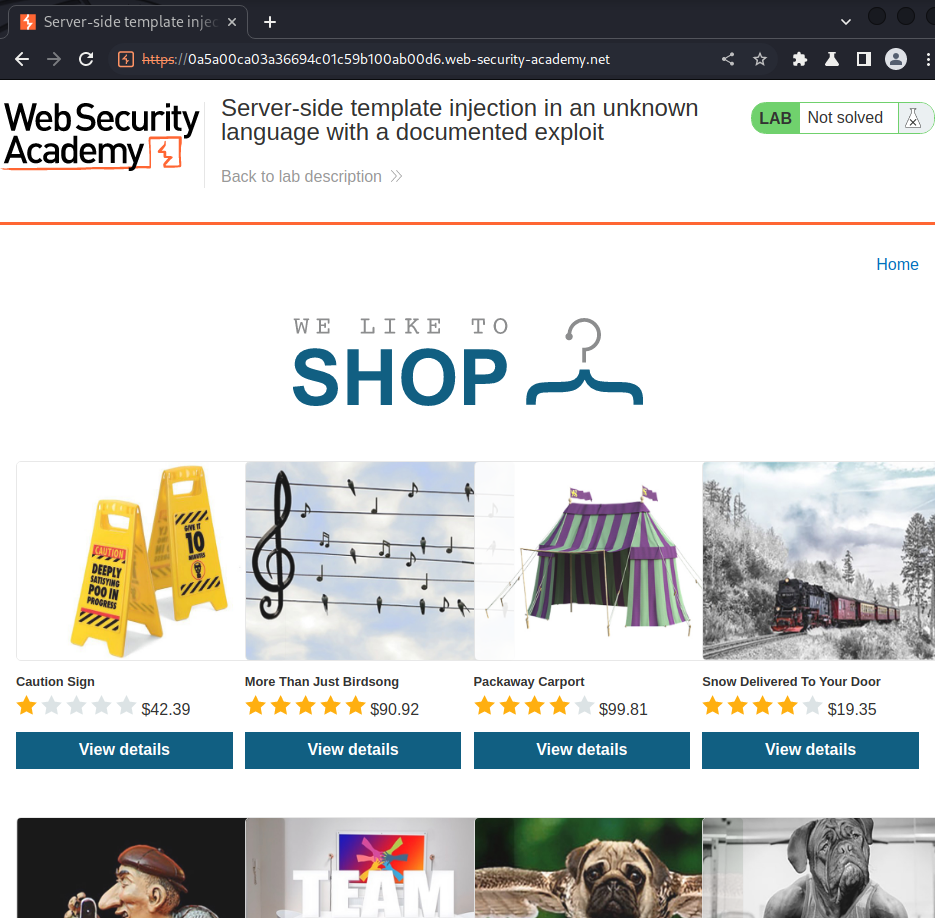 Server-side template injec
https://0a5a00ca03a36694c01c59b100ab00d6.web-security-academy.net
Web Security
Academy
Server-side template injection in an unknown
language with a documented exploit
Back to lab description
LAB Not solved
Home
WE LIKE TO
SHOP
CAUTION
DEEPLY
SATISFYING
POO IN
PROGRESS
GIVE IT
10
MINUTES
Caution Sign
More Than Just Birdsong
Packaway Carport
Snow Delivered To Your Door
$42.39
$90.92
$99.81
$19.35
View details
View details
View details
View details
TEAM